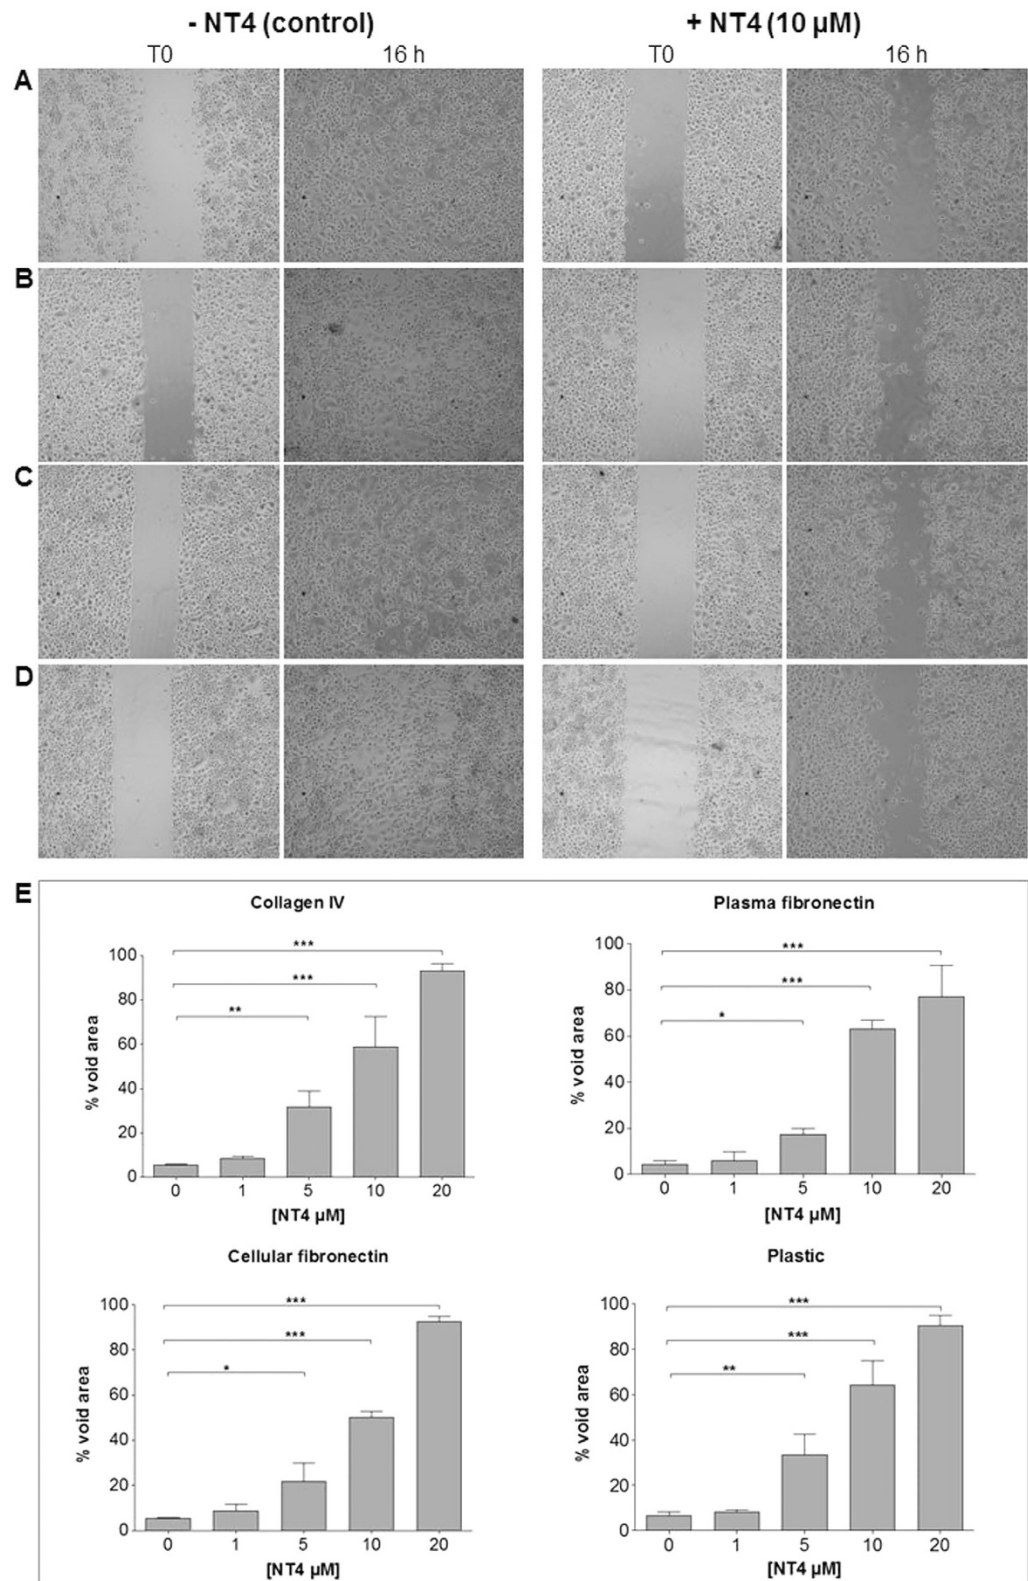 - NT4 (control) + NT4 (10 µM)
T0 16 h T0 16 h
A
B
C
D
E
Collagen IV
***
***
**
100
80
60
40
20
0
% void area
0 1 5 10 20
[NT4 µM]
Plasma fibronectin
***
***
*
100
80
60
40
20
0
% void area
0 1 5 10 20
[NT4 µM]
Cellular fibronectin
***
***
*
100
80
60
40
20
0
% void area
0 1 5 10 20
[NT4 µM]
Plastic
***
***
**
100
80
60
40
20
0
% void area
0 1 5 10 20
[NT4 µM]